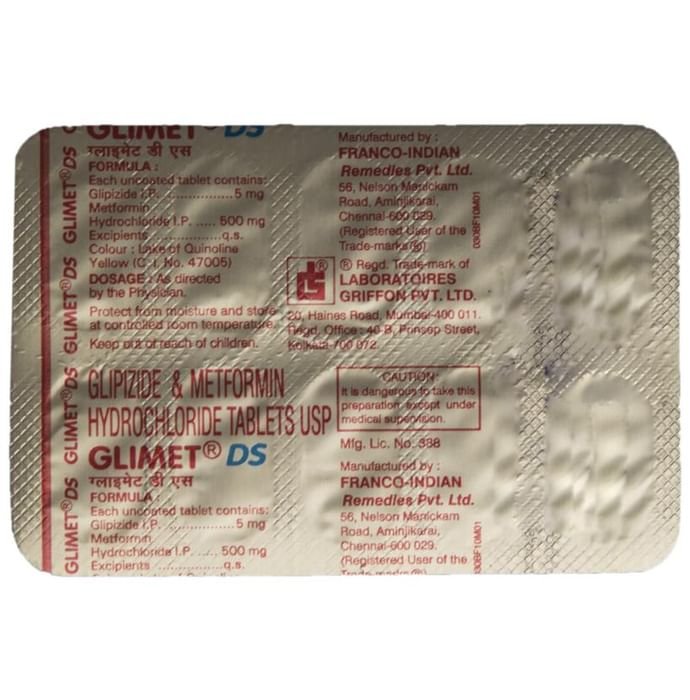 GLIMET® DS
ग्लाइमेट डी एस
FORMULA :
Each uncoated tablet contains:
Glipizide I.P. ................ 5 mg
Metformin
Hydrochloride I.P. ..... 500 mg
Excipients ................q.s.
Colour : Lake of Quinoline
Yellow (C. I. No. 47005)
DOSAGE : As directed
by the Physician.
Protect from moisture and store
at controlled room temperature.
Keep out of reach of children.
GLIPIZIDE & METFORMIN
HYDROCHLORIDE TABLETS USP
GLIMET® DS
ग्लाइमेट डी एस
FORMULA :
Each uncoated tablet contains:
Glipizide I.P. ................ 5 mg
Metformin
Hydrochloride I.P. ..... 500 mg
Excipients ................q.s.
Manufactured by :
FRANCO-INDIAN
Remedies Pvt. Ltd.
56, Nelson Manickam
Road, Aminjikarai,
Chennai-600 029.
(Registered User of the
Trade-marks ®)
® Regd. Trade-mark of
LABORATOIRES
GRIFFON PVT. LTD.
20, Haines Road, Mumbai-400 011.
Regd. Office : 40-B, Prinsep Street,
Kolkata-700 072.
CAUTION:
It is dangerous to take this
preparation except under
medical supervision.
Mfg. Lic. No. 338
Manufactured by :
FRANCO-INDIAN
Remedies Pvt. Ltd.
56, Nelson Manickam
Road, Aminjikarai,
Chennai-600 029.
(Registered User of the
Trade-marks ®)
GLIMET® DS
GLIMET® DS
GLIMET® DS
GLIMET® DS